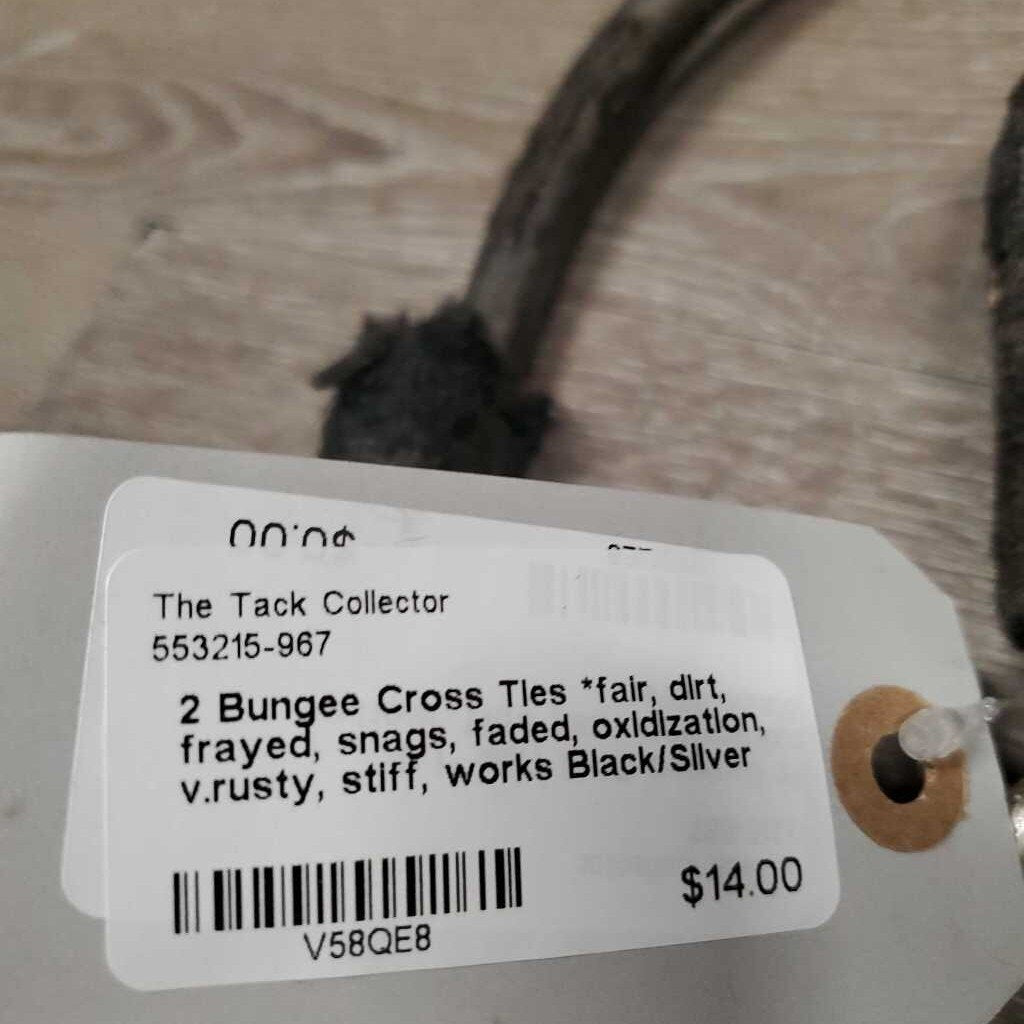 The Tack Collector
553215-967
2 Bungee Cross Ties *fair, dirt,
frayed, snags, faded, oxidization,
v.rusty, stiff, works Black/Silver
$14.00
V58QE8